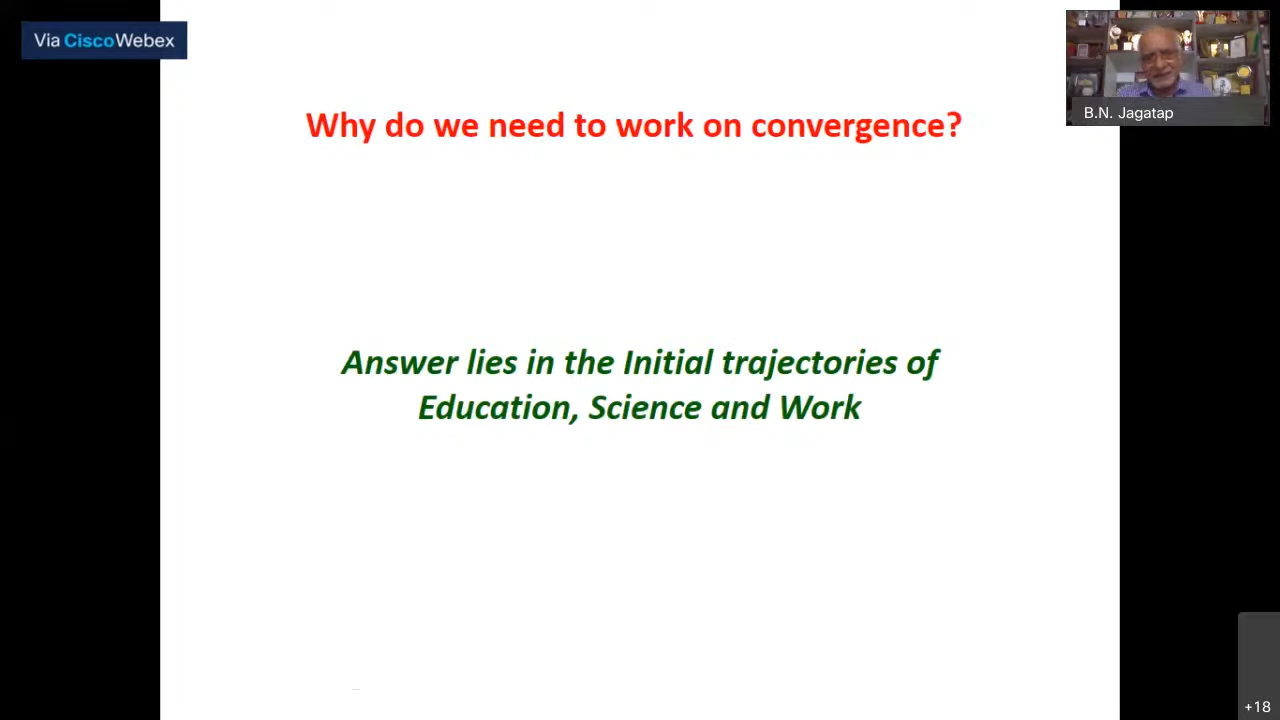 Via CiscoWebex
B.N. Jagatap
Why do we need to work on convergence?
Answer lies in the Initial trajectories of
Education, Science and Work
+18